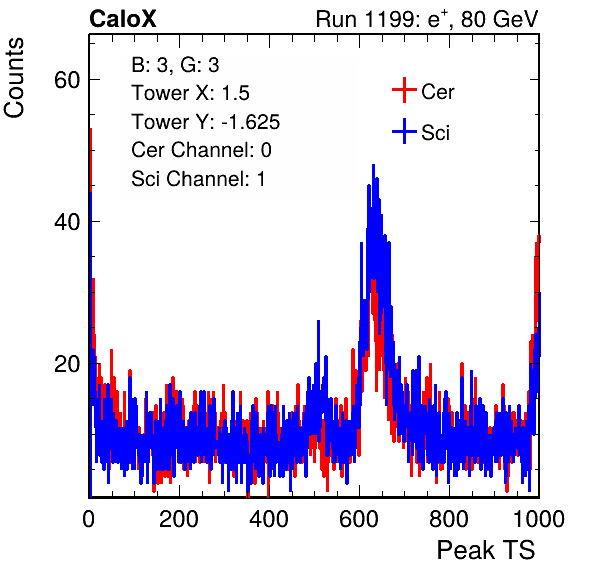 CaloX Run 1199: e⁺, 80 GeV
Counts
B: 3, G: 3
Tower X: 1.5
Tower Y: -1.625
Cer Channel: 0
Sci Channel: 1
Cer
Sci
60
40
20
0 200 400 600 800 1000
Peak TS